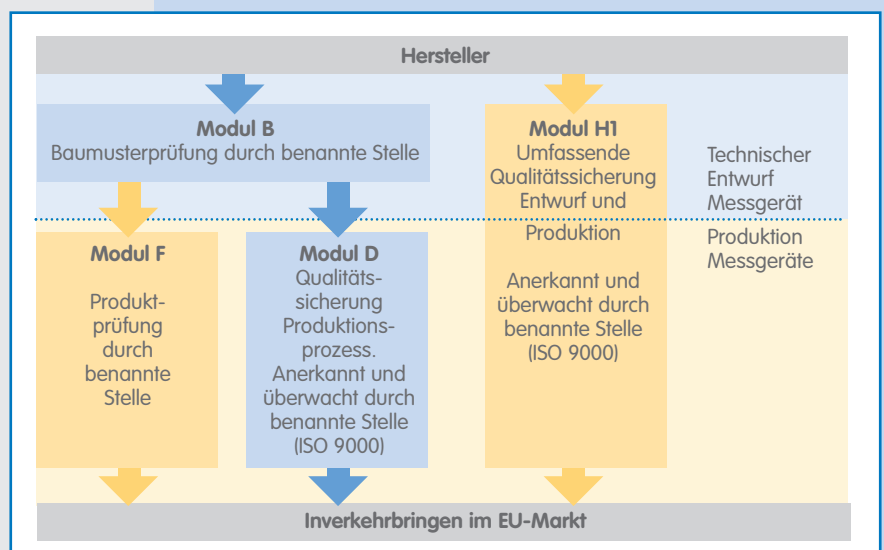 Hersteller
Modul B
Baumusterprüfung durch benannte Stelle
Modul H1
Umfassende
Qualitätssicherung
Entwurf und
Produktion
Anerkannt und
überwacht durch
benannte Stelle
(ISO 9000)
Technischer
Entwurf
Messgerät
Produktion
Messgeräte
Modul F
Produkt-
prüfung
durch
benannte
Stelle
Modul D
Qualitäts-
sicherung
Produktions-
prozess.
Anerkannt und
überwacht durch
benannte Stelle
(ISO 9000)
Inverkehrbringen im EU-Markt